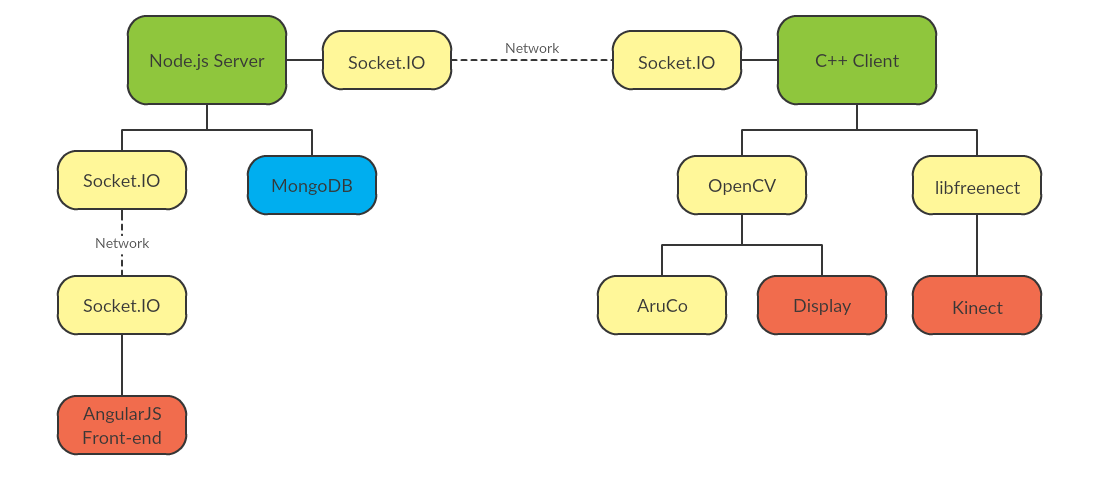 Node.js Server
Socket.IO
Network
Socket.IO
C++ Client
Socket.IO
MongoDB
OpenCV
libfreenect
Network
Socket.IO
AruCo
Display
Kinect
AngularJS
Front-end